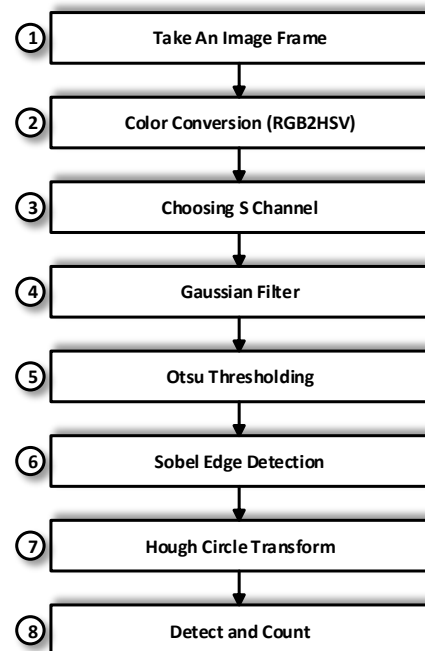 1 Take An Image Frame
2 Color Conversion (RGB2HSV)
3 Choosing S Channel
4 Gaussian Filter
5 Otsu Thresholding
6 Sobel Edge Detection
7 Hough Circle Transform
8 Detect and Count